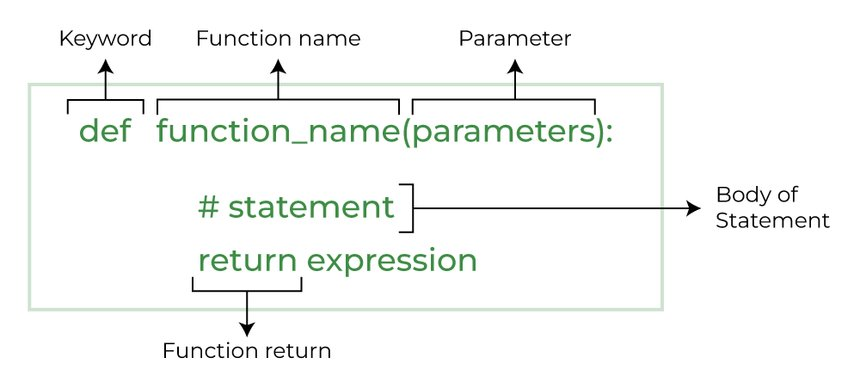 Keyword Function name Parameter
def function_name(parameters):
# statement
Body of
Statement
return expression
Function return